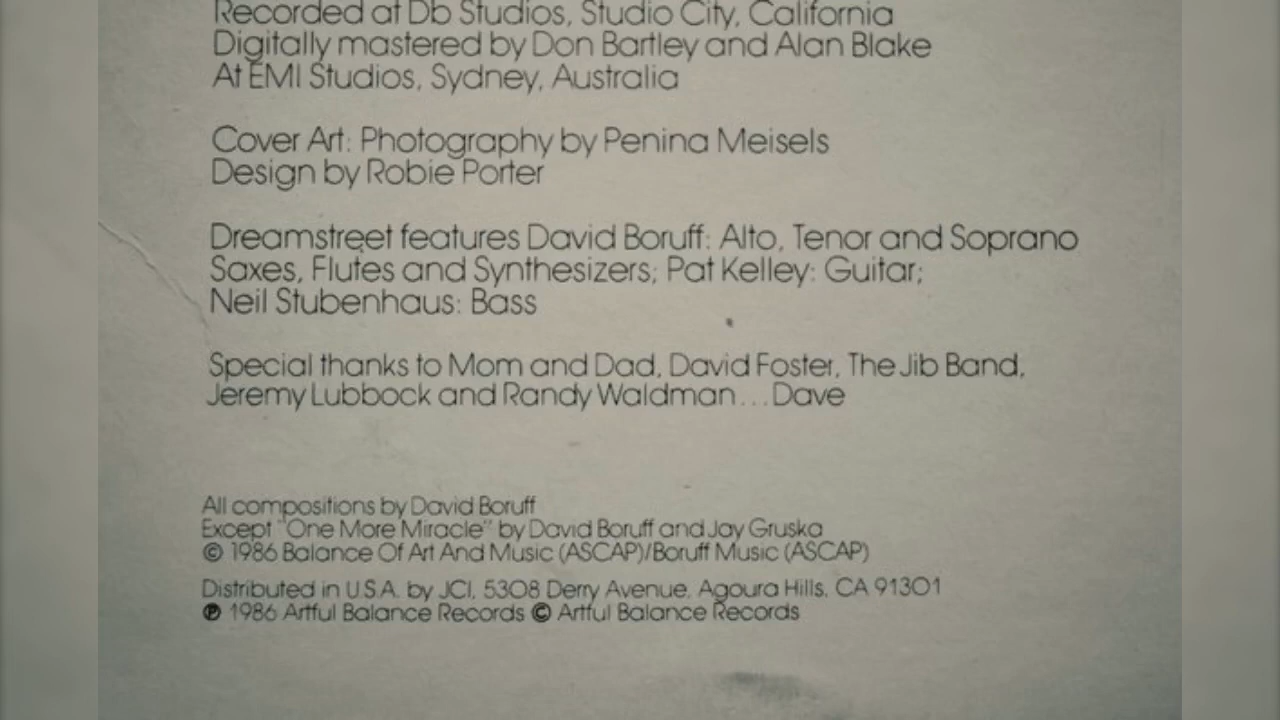 Recorded at Db Studios, Studio City, California
Digitally mastered by Don Bartley and Alan Blake
At EMI Studios, Sydney, Australia
Cover Art: Photography by Penina Meisels
Design by Robie Porter
Dreamstreet features David Boruff: Alto, Tenor and Soprano
Saxes, Flutes and Synthesizers; Pat Kelley: Guitar;
Neil Stubenhaus: Bass
Special thanks to Mom and Dad, David Foster, The Jib Band,
Jeremy Lubbock and Randy Waldman...Dave
All compositions by David Boruff
Except "One More Miracle" by David Boruff and Jay Gruska
© 1986 Balance Of Art And Music (ASCAP)/Boruff Music (ASCAP)
Distributed in U.S.A. by JCI, 5308 Derry Avenue, Agoura Hills, CA 91301
℗ 1986 Artful Balance Records © Artful Balance Records